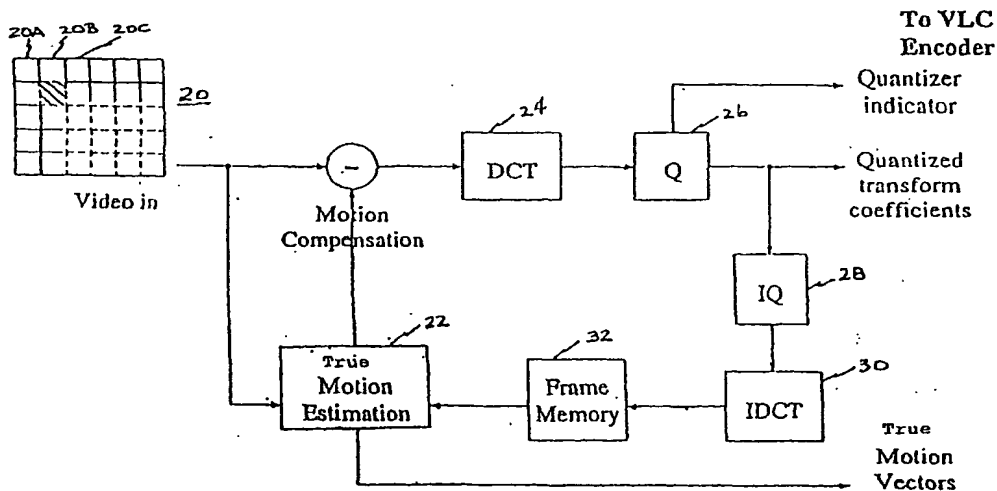 20A 20B 20C
20
Video in
-
Motion
Compensation
24
DCT
26
Q
To VLC
Encoder
Quantizer
indicator
Quantized
transform
coefficients
28
IQ
30
IDCT
32
Frame
Memory
22
True
Motion
Estimation
True
Motion
Vectors